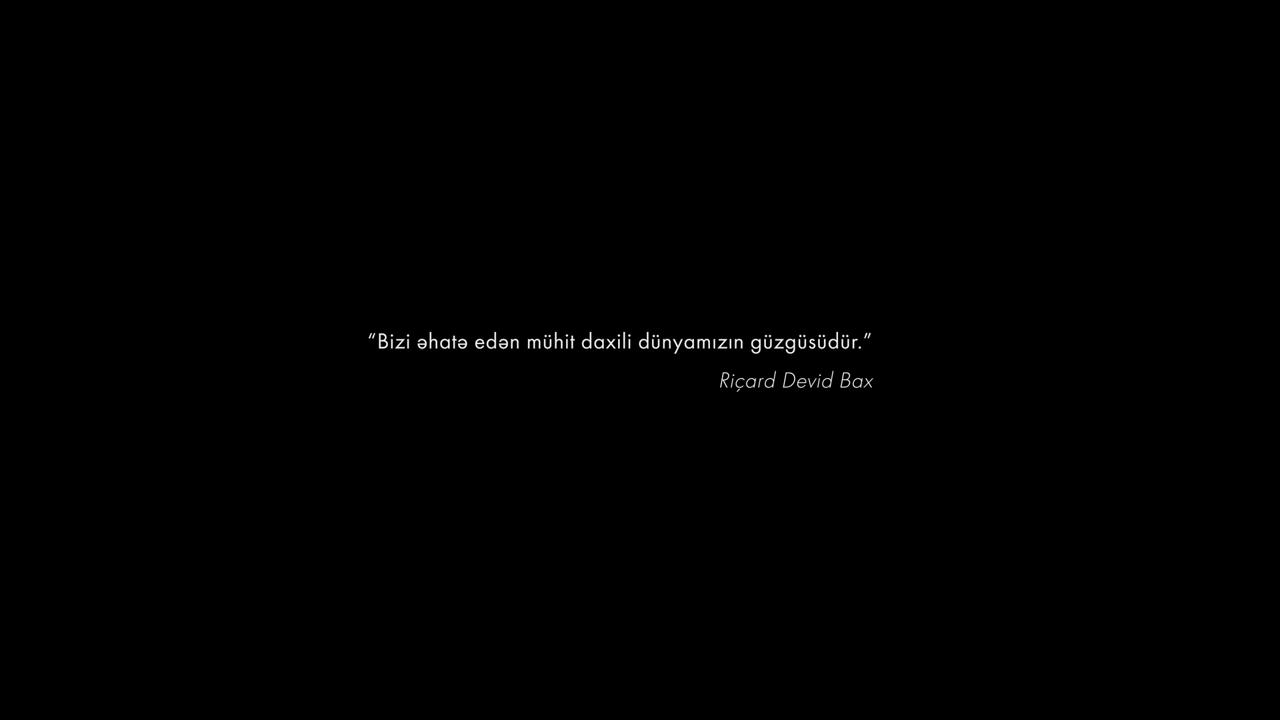 “Bizi əhatə edən mühit daxili dünyamızın güzgüsüdür.”
Riçard Devid Bax